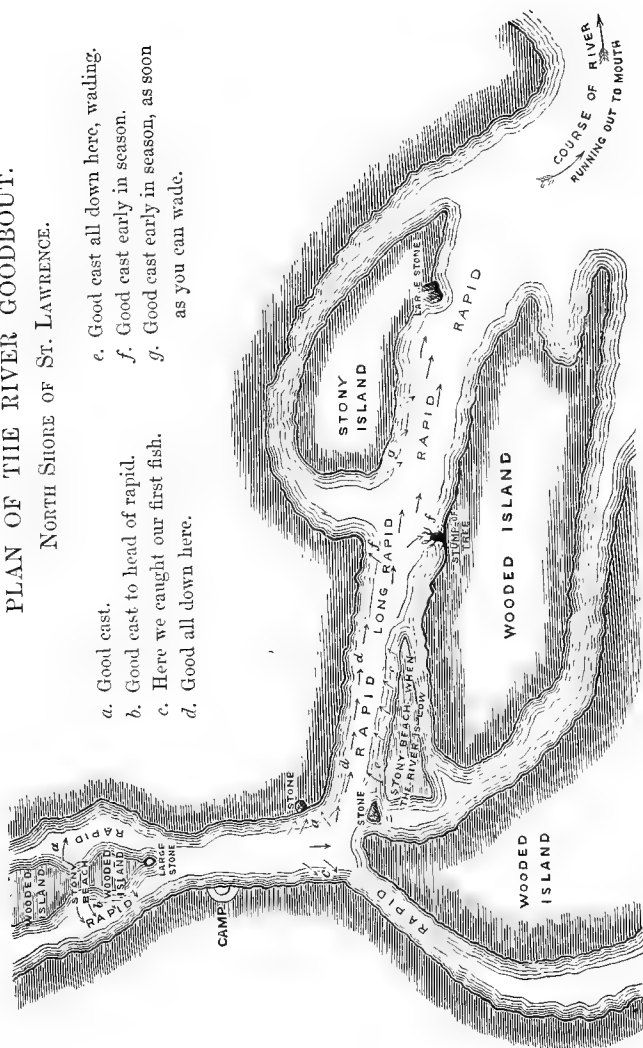 PLAN OF THE RIVER GOODBOUT.
NORTH SHORE OF ST. LAWRENCE.
a. Good cast.
b. Good cast to head of rapid.
c. Here we caught our first fish.
d. Good all down here.
e. Good cast all down here, wading.
f. Good cast early in season.
g. Good cast early in season, as soon
as you can wade.
WOODED
ISLAND
STONY
BEACH
a
RAPID
b
WOODED
ISLAND
RAPID
LARGE
STONE
CAMP
STONE
a
c
STONE
RAPID
WOODED
ISLAND
d
RAPID
d
e
e
STONY BEACH WHEN
THE RIVER IS LOW
LONG RAPID
f
f
STUMP OF
TREE
RAPID
g
STONY
ISLAND
LARGE STONE
RAPID
WOODED ISLAND
COURSE OF RIVER
RUNNING OUT TO MOUTH